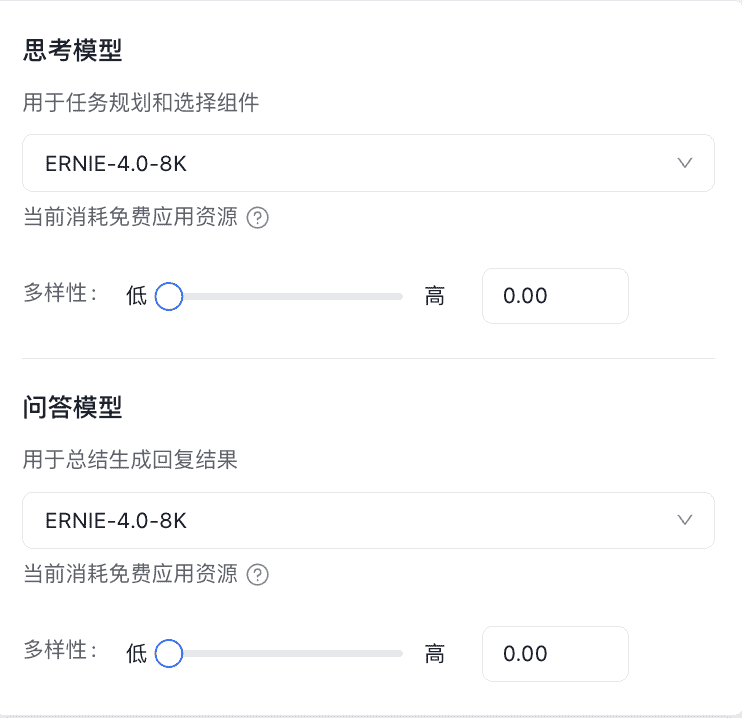 思考模型
用于任务规划和选择组件
ERNIE-4.0-8K
当前消耗免费应用资源 ?
多样性： 低 高 0.00
问答模型
用于总结生成回复结果
ERNIE-4.0-8K
当前消耗免费应用资源 ?
多样性： 低 高 0.00